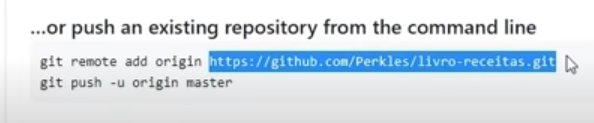 ...or push an existing repository from the command line
git remote add origin https://github.com/Perkles/livro-receitas.git
git push -u origin master